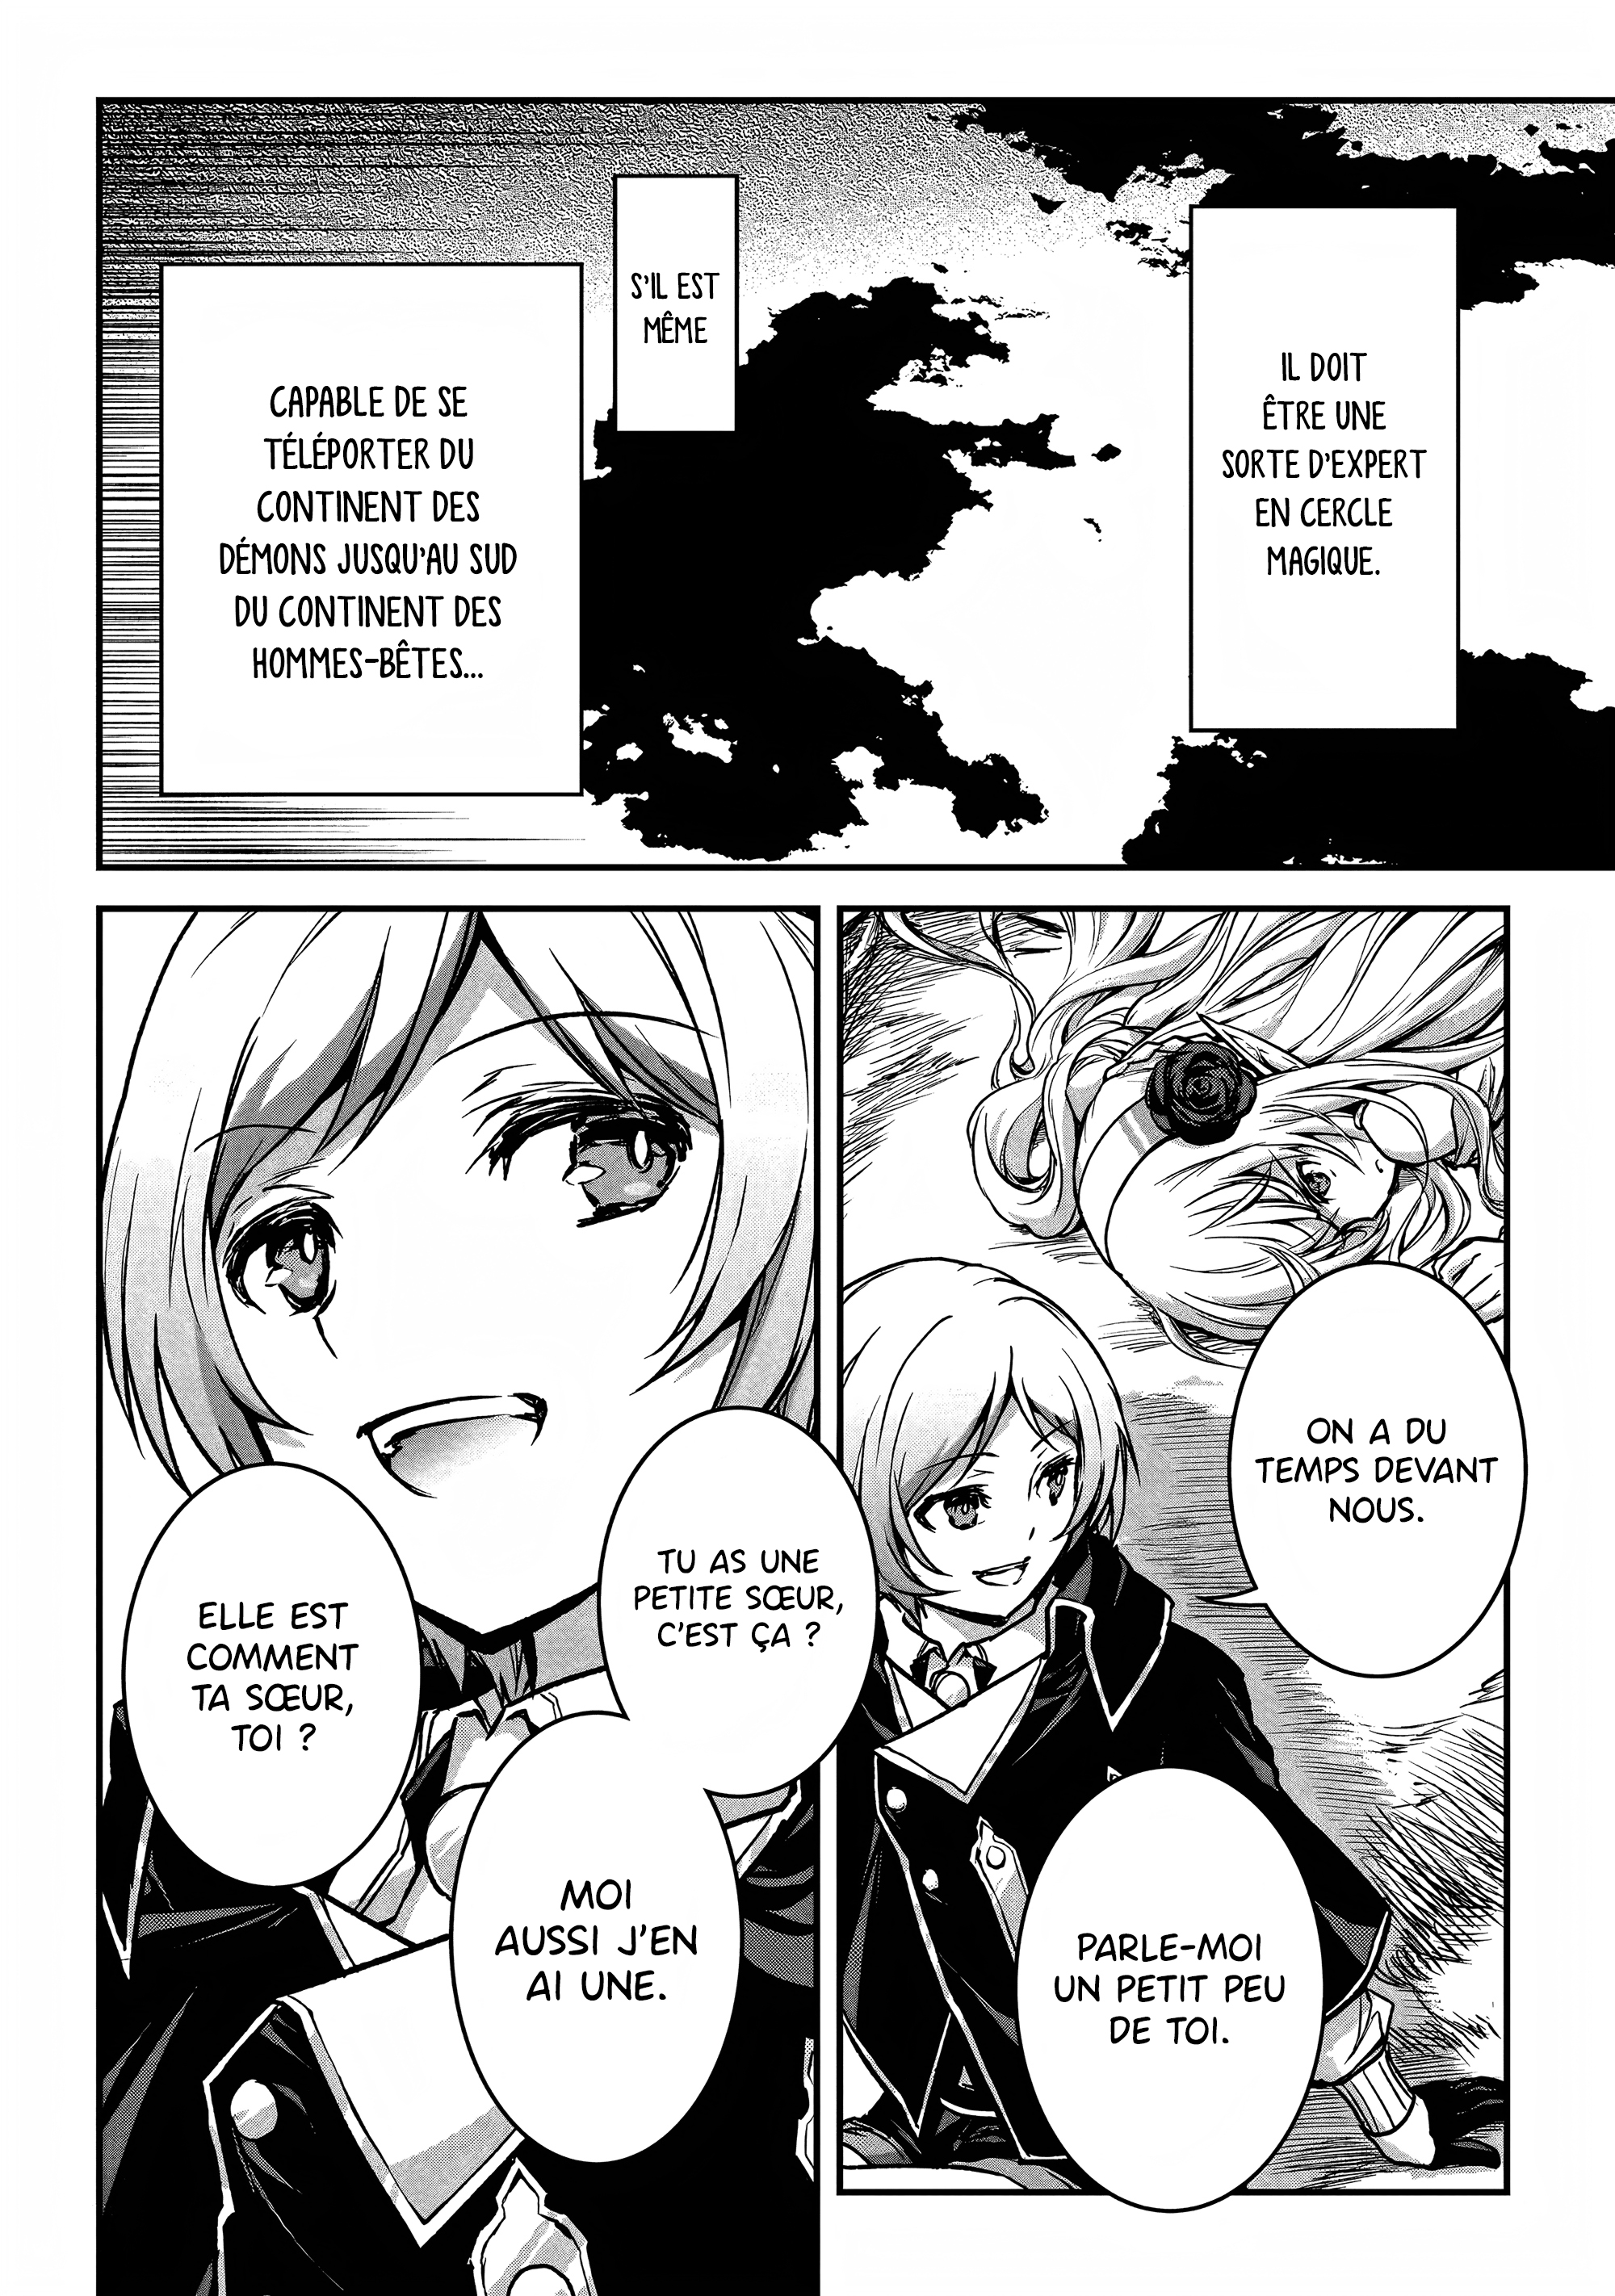 IL DOIT
ÊTRE UNE
SORTE D'EXPERT
EN CERCLE
MAGIQUE.
S'IL EST
MÊME
CAPABLE DE SE
TÉLÉPORTER DU
CONTINENT DES
DÉMONS JUSQU'AU SUD
DU CONTINENT DES
HOMMES-BÊTES...
ON A DU
TEMPS DEVANT
NOUS.
PARLE-MOI
UN PETIT PEU
DE TOI.
TU AS UNE
PETITE SŒUR,
C'EST ÇA ?
MOI
AUSSI J'EN
AI UNE.
ELLE EST
COMMENT
TA SŒUR,
TOI ?